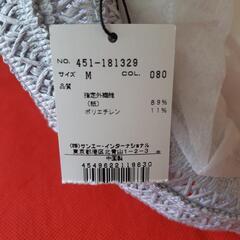 NO. 451-181329
サイズ M COL. 080
品質
指定外繊維
(紙) 89%
ポリエチレン 11%
(株)サンエー・インターナショナル
東京都港区北青山1-2-3
中国製
4549622119630